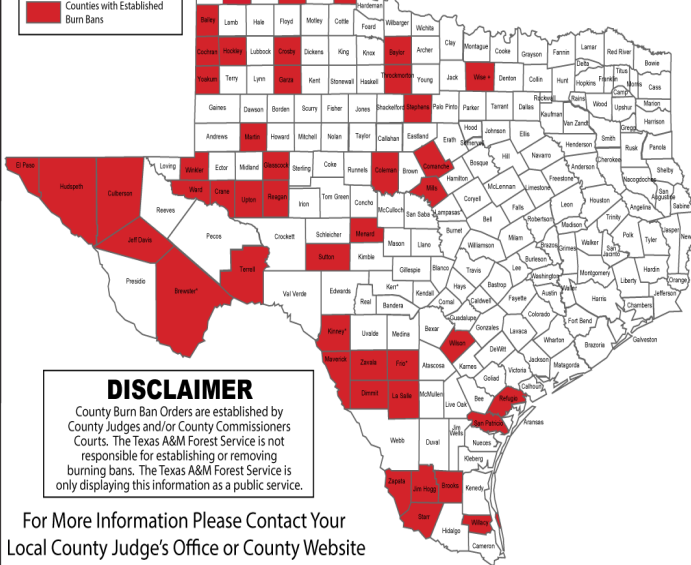 Counties with Established
Burn Bans
Hardeman
Bailey Lamb Hale Floyd Motley Cottle Foard Wilbarger Wichita
Clay Montague Cooke Grayson Fannin Lamar Red River Bowie
Cochran Hockley Lubbock Crosby Dickens King Knox Baylor Archer
Delta Titus Franklin Morris Cass
Yoakum Terry Lynn Garza Kent Stonewall Haskell Throckmorton Young Jack Wise + Denton Collin Hunt Hopkins Camp
Rockwall Rains Wood Upshur Marion
Gaines Dawson Borden Scurry Fisher Jones Shackelford Stephens Palo Pinto Parker Tarrant Dallas Kaufman Van Zandt Gregg Harrison
Andrews Martin Howard Mitchell Nolan Taylor Callahan Eastland Erath Hood Somervell Johnson Ellis Henderson Smith Rusk Panola
El Paso Hudspeth Culberson Loving Winkler Ector Midland Glasscock Sterling Coke Runnels Coleman Brown Comanche Bosque Hill Navarro Anderson Cherokee Shelby
Ward Crane Upton Reagan Irion Tom Green Concho Mills Hamilton McLennan Limestone Freestone Nacogdoches San Augustine Sabine
Reeves McCulloch San Saba Lampasas Coryell Falls Leon Houston Angelina
Jeff Davis Pecos Crockett Schleicher Menard Mason Llano Burnet Bell Robertson Madison Trinity Polk Tyler Jasper New
Terrell Sutton Kimble Williamson Milam Brazos Grimes Walker San Jacinto Hardin
Presidio Brewster* Val Verde Edwards Gillespie Blanco Travis Lee Burleson Washington Montgomery Liberty Orange
Real Kerr* Bandera Kendall Comal Hays Caldwell Bastrop Fayette Austin Waller Harris Jefferson
Kinney* Uvalde Medina Bexar Guadalupe Gonzales Colorado Fort Bend Chambers
Maverick Zavala Frio* Atascosa Wilson Karnes DeWitt Lavaca Wharton Brazoria Galveston
Dimmit La Salle McMullen Live Oak Bee Goliad Victoria Jackson Matagorda
Calhoun
Refugio
Webb Duval Jim Wells San Patricio Aransas
Nueces
Kleberg
Zapata Jim Hogg Brooks Kenedy
Starr Hidalgo Willacy
Cameron
DISCLAIMER
County Burn Ban Orders are established by
County Judges and/or County Commissioners
Courts. The Texas A&M Forest Service is not
responsible for establishing or removing
burning bans. The Texas A&M Forest Service is
only displaying this information as a public service.
For More Information Please Contact Your
Local County Judge's Office or County Website